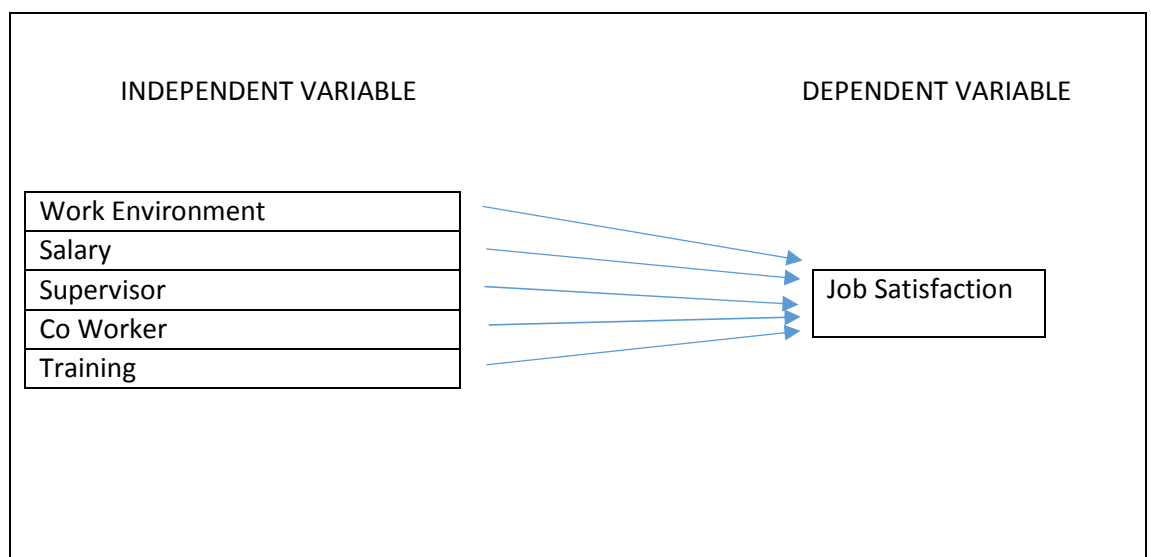 INDEPENDENT VARIABLE
DEPENDENT VARIABLE
Work Environment
Salary
Supervisor
Co Worker
Training
Job Satisfaction